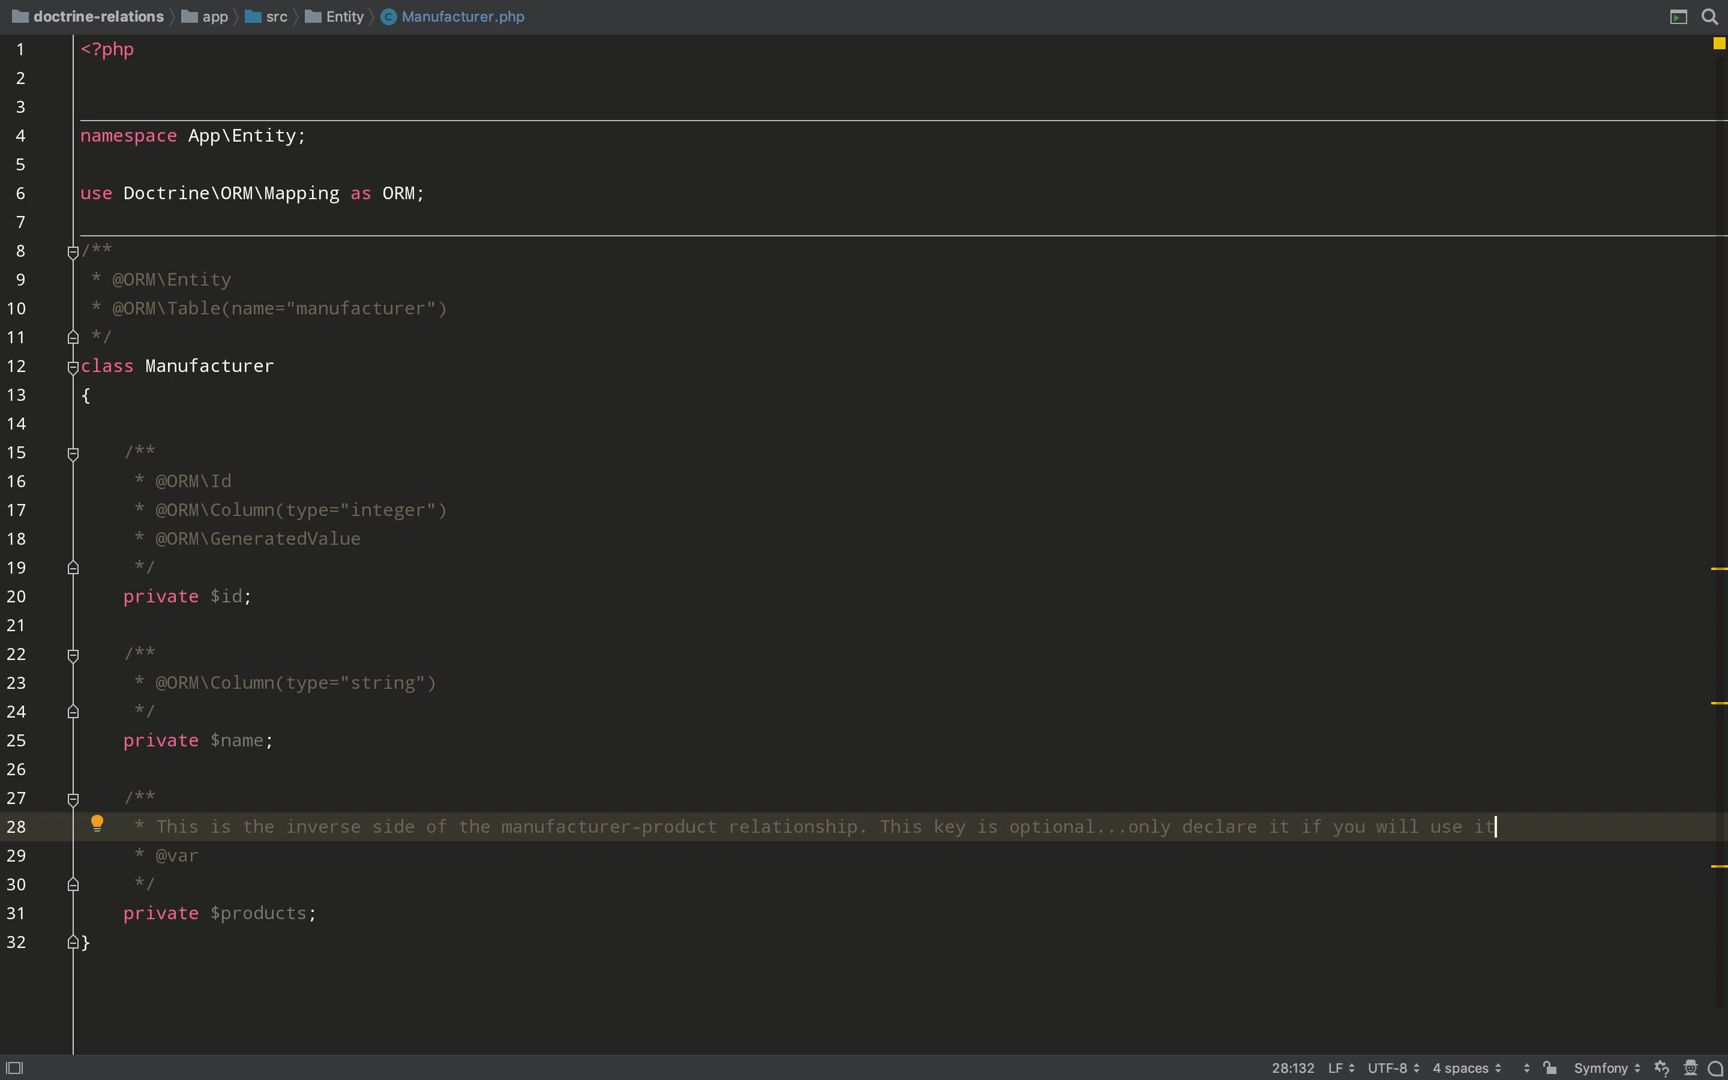 doctrine-relations app src Entity Manufacturer.php
1 <?php
2
3
4 namespace App\Entity;
5
6 use Doctrine\ORM\Mapping as ORM;
7
8 /**
9 * @ORM\Entity
10 * @ORM\Table(name="manufacturer")
11 */
12 class Manufacturer
13 {
14
15 /**
16 * @ORM\Id
17 * @ORM\Column(type="integer")
18 * @ORM\GeneratedValue
19 */
20 private $id;
21
22 /**
23 * @ORM\Column(type="string")
24 */
25 private $name;
26
27 /**
28 * This is the inverse side of the manufacturer-product relationship. This key is optional...only declare it if you will use it
29 * @var
30 */
31 private $products;
32 }
28:132 LF UTF-8 4 spaces Symfony